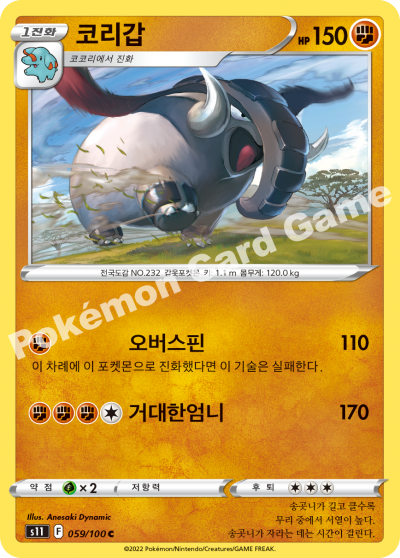 1진화
코리갑
HP 150
코코리에서 진화
전국도감 NO.232 갑옷포켓몬 키: 1.1 m 몸무게: 120.0 kg
Pokémon Card Game
오버스핀 110
이 차례에 이 포켓몬으로 진화했다면 이 기술은 실패한다.
거대한엄니 170
약점 ×2 저항력 후퇴
Illus. Anesaki Dynamic
s11 F 059/100 C
송곳니가 길고 클수록
무리 중에서 서열이 높다.
송곳니가 자라는 데는 시간이 걸린다.
©2022 Pokémon/Nintendo/Creatures/GAME FREAK.